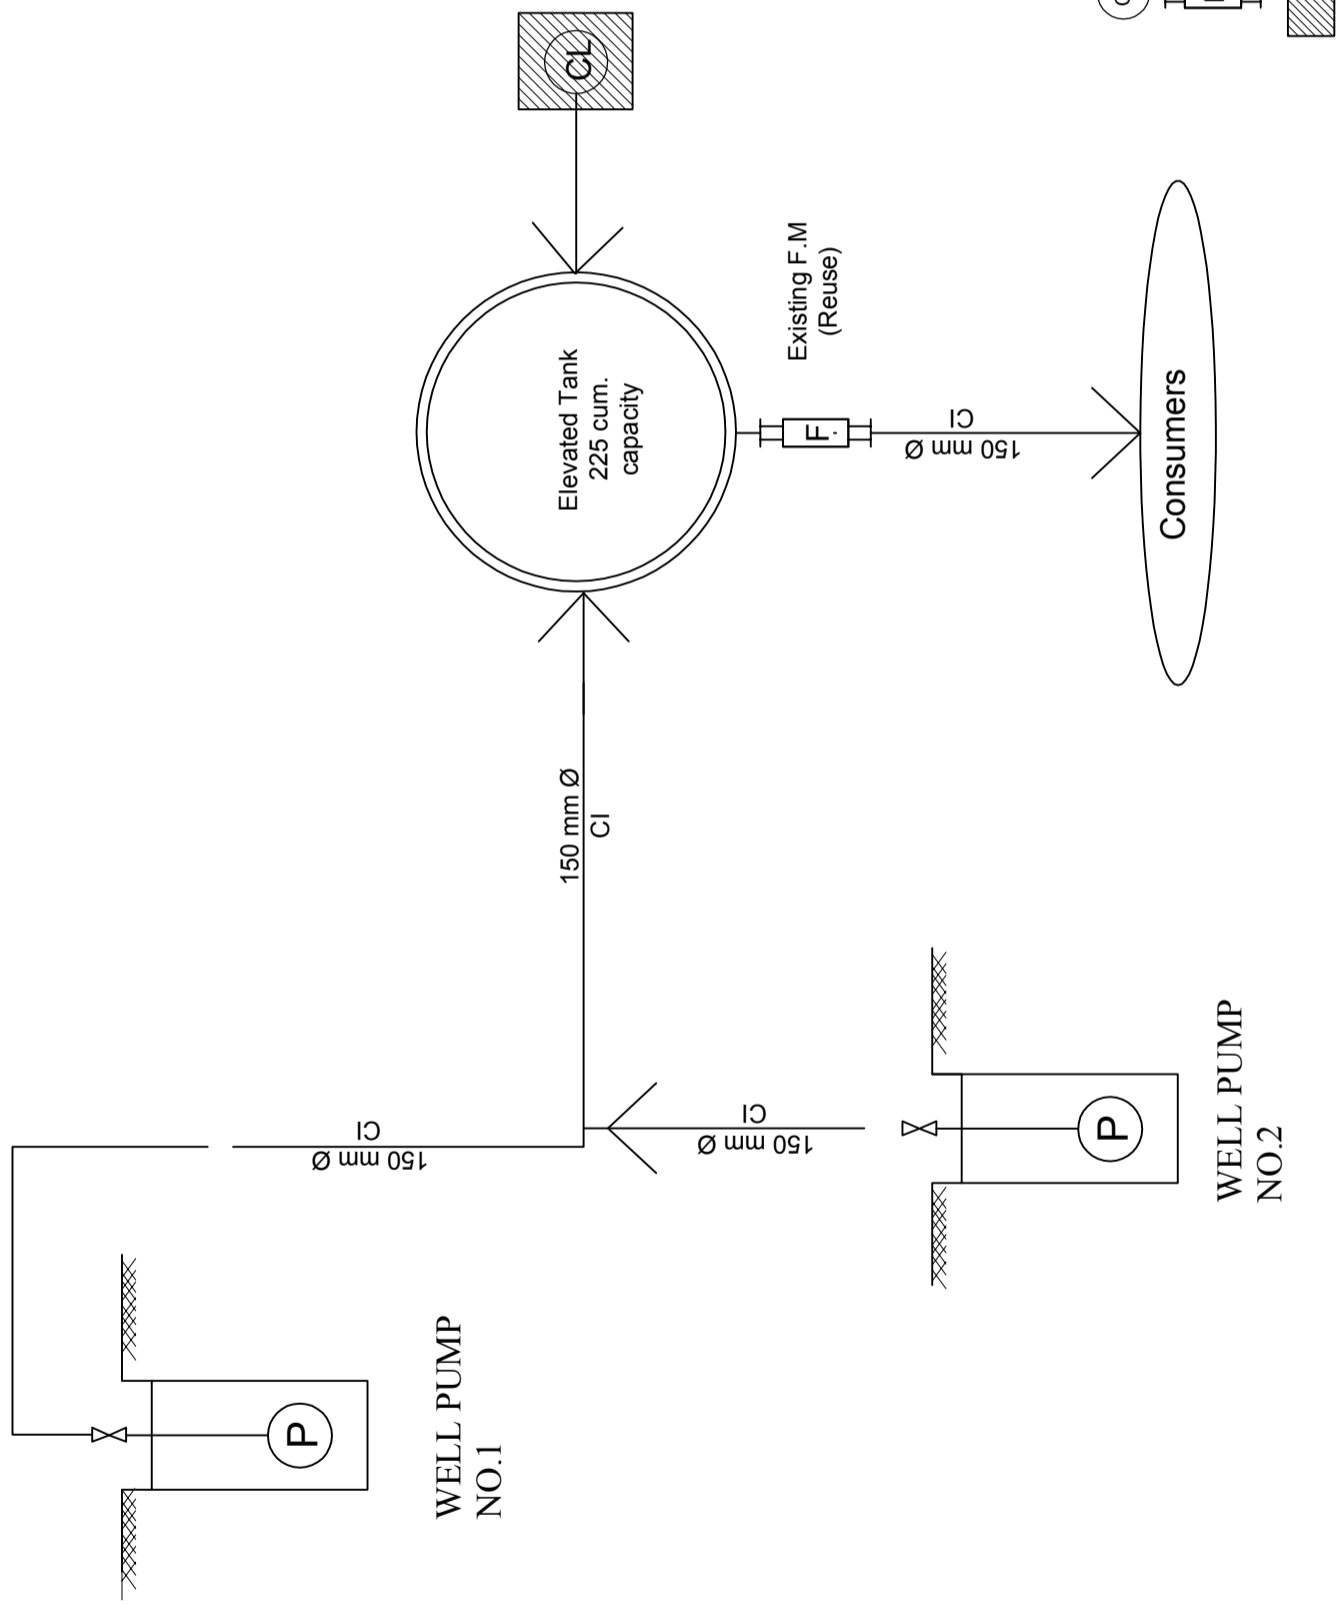 CL
Elevated Tank
225 cum.
capacity
Existing F.M
(Reuse)
F.
150 mm Ø
CI
Consumers
150 mm Ø
CI
150 mm Ø
CI
150 mm Ø
CI
P
WELL PUMP
NO.1
P
WELL PUMP
NO.2